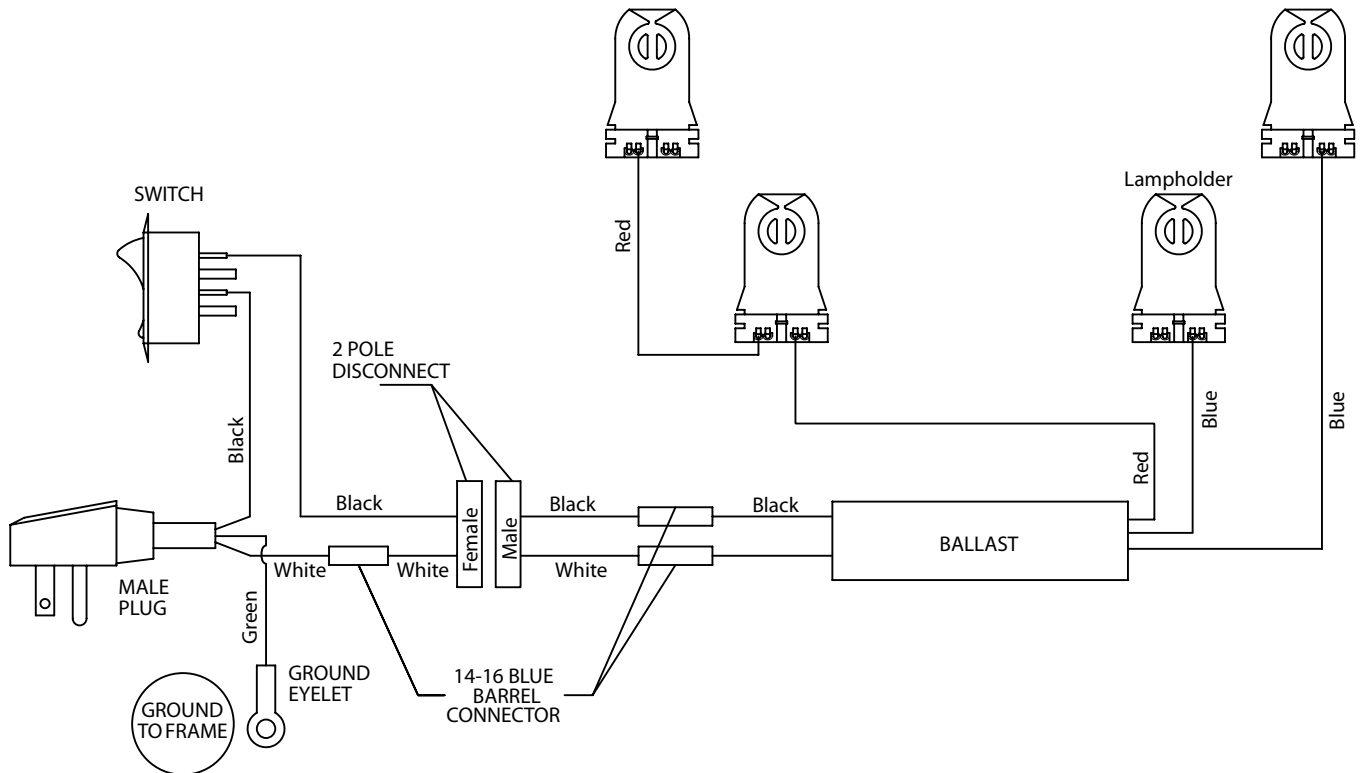 SWITCH
Lampholder
Red
2 POLE
DISCONNECT
Black
Blue
Blue
Red
Black
Female
Male
Black
Black
BALLAST
White
White
White
MALE
PLUG
Green
GROUND
EYELET
14-16 BLUE
BARREL
CONNECTOR
GROUND
TO FRAME